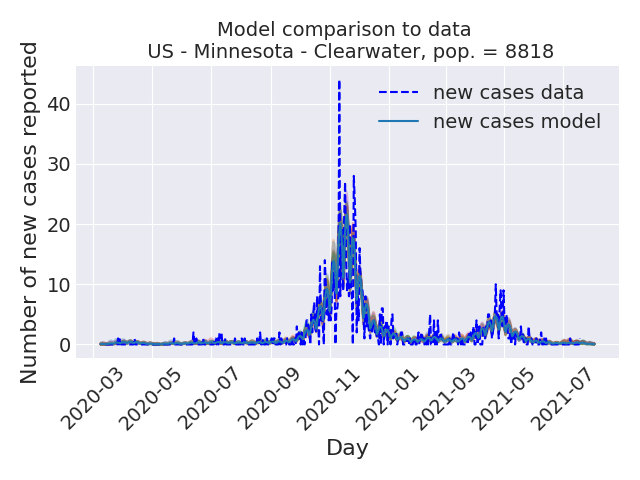 Model comparison to data
US - Minnesota - Clearwater, pop. = 8818
Number of new cases reported
40
30
20
10
0
new cases data
new cases model
2020-03
2020-05
2020-07
2020-09
2020-11
2021-01
2021-03
2021-05
2021-07
Day